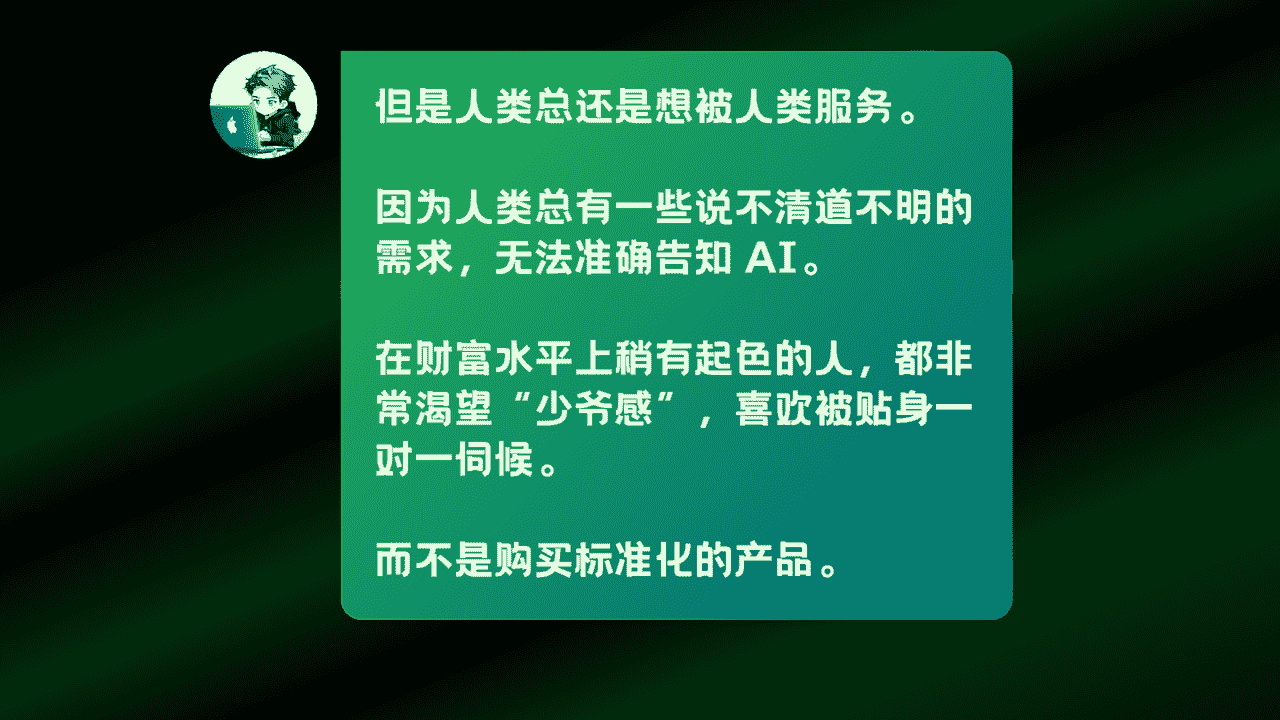 但是人类总还是想被人类服务。
因为人类总有一些说不清道不明的
需求，无法准确告知 AI。
在财富水平上稍有起色的人，都非
常渴望“少爷感”，喜欢被贴身一
对一伺候。
而不是购买标准化的产品。